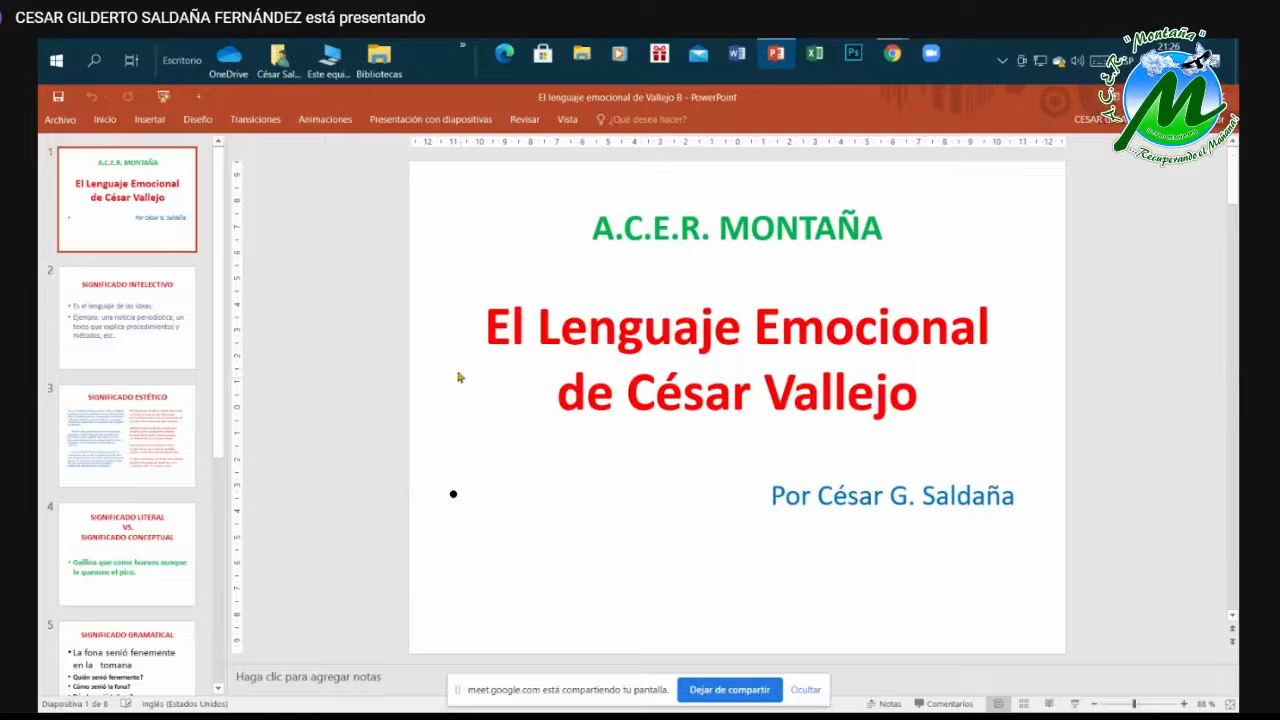 CESAR GILDERTO SALDAÑA FERNÁNDEZ está presentando
"Montaña"
A.C.E.R.
M
Recuperando el Mañana!
21:26
Escritorio
OneDrive
César Sal...
Este equi...
Bibliotecas
El lenguaje emocional de Vallejo B - PowerPoint
Archivo Inicio Insertar Diseño Transiciones Animaciones Presentación con diapositivas Revisar Vista ¿Qué desea hacer?
1
A.C.E.R. MONTAÑA
El Lenguaje Emocional
de César Vallejo
Por César G. Saldaña
2
SIGNIFICADO INTELECTIVO
• Es el lenguaje de las ideas:
• Ejemplo: una noticia periodística; un
texto que explica procedimientos y
métodos, etc.
3
SIGNIFICADO ESTÉTICO
4
SIGNIFICADO LITERAL
VS.
SIGNIFICADO CONCEPTUAL
• Gallina que come huevos aunque
le quemen el pico.
5
SIGNIFICADO GRAMATICAL
• La fona senió fenemente
en la tomana
• Quién senió fenemente?
• Cómo senió la fona?
A.C.E.R. MONTAÑA
El Lenguaje Emocional
de César Vallejo
• Por César G. Saldaña
Haga clic para agregar notas
meet.google.com está compartiendo tu pantalla. Dejar de compartir Ocultar
Diapositiva 1 de 8 Inglés (Estados Unidos) Notas Comentarios 88 %